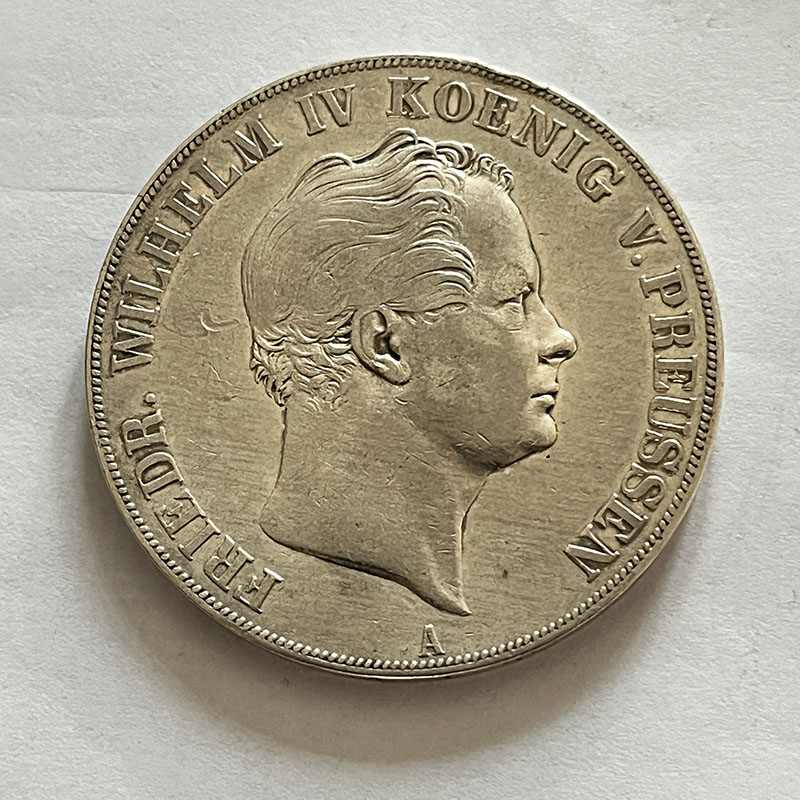 FRIEDR. WILHELM IV KOENIG V. PREUSSEN
A